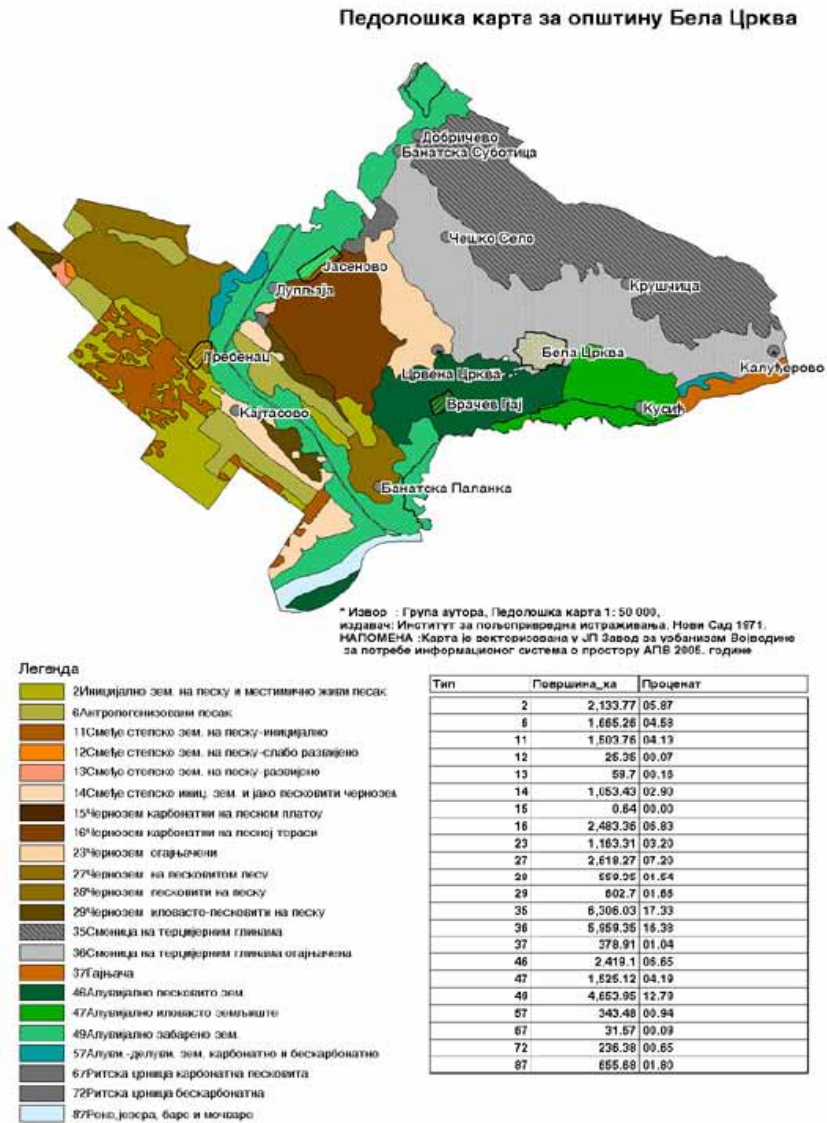 Педолошка карта за општину Бела Црква
Добричево
Банатска Суботица
Чешко Село
Јасеново
Крушчица
Лупљаја
Бела Црква
Гребенац
Црвена Црква
Калуђерово
Врачев Гај
Кусић
Кајтасово
Банатска Паланка
* Извор : Група аутора, Педолошка карта 1: 50 000,
издавач: Институт за пољопривредна истраживања, Нови Сад 1971.
НАПОМЕНА :Карта је векторисована у ЈП Завод за урбанизам Војводине
за потребе информационог система о простору АПВ 2005. године
Легенда
2Иницијално зем. на песку и местимично живи песак
6Антропогенизовани песак
11Смеђе степско зем. на песку-иницијално
12Смеђе степско зем. на песку-слабо развијено
13Смеђе степско зем. на песку-развијено
14Смеђе степско иниц. зем. и јако песковити чернозем
15Чернозем карбонатни на лесном платоу
16Чернозем карбонатни на лесној тераси
23Чернозем огајњачени
27Чернозем на песковитом лесу
28Чернозем песковити на песку
29Чернозем иловасто-песковити на песку
35Смоница на терцијерним глинама
36Смоница на терцијерним глинама огајњачена
37Гајњача
46Алувијално песковито зем.
47Алувијално иловасто земљиште
49Алувијално забарено зем.
57Алуви.-делуви. зем. карбонатно и бескарбонатно
67Ритска црница карбонатна песковита
72Ритска црница бескарбонатна
87Реке,језера, баре и мочваре
Тип Површина_ха Проценат
2 2,133.77 05.87
6 1,665.26 04.58
11 1,503.76 04.13
12 25.35 00.07
13 59.7 00.16
14 1,053.43 02.90
15 0.64 00.00
16 2,483.36 06.83
23 1,163.31 03.20
27 2,618.27 07.20
28 559.05 01.54
29 602.7 01.66
35 6,306.03 17.33
36 5,959.35 16.38
37 378.91 01.04
46 2,419.1 06.65
47 1,525.12 04.19
49 4,653.95 12.79
57 343.48 00.94
67 31.57 00.09
72 236.38 00.65
87 655.68 01.80